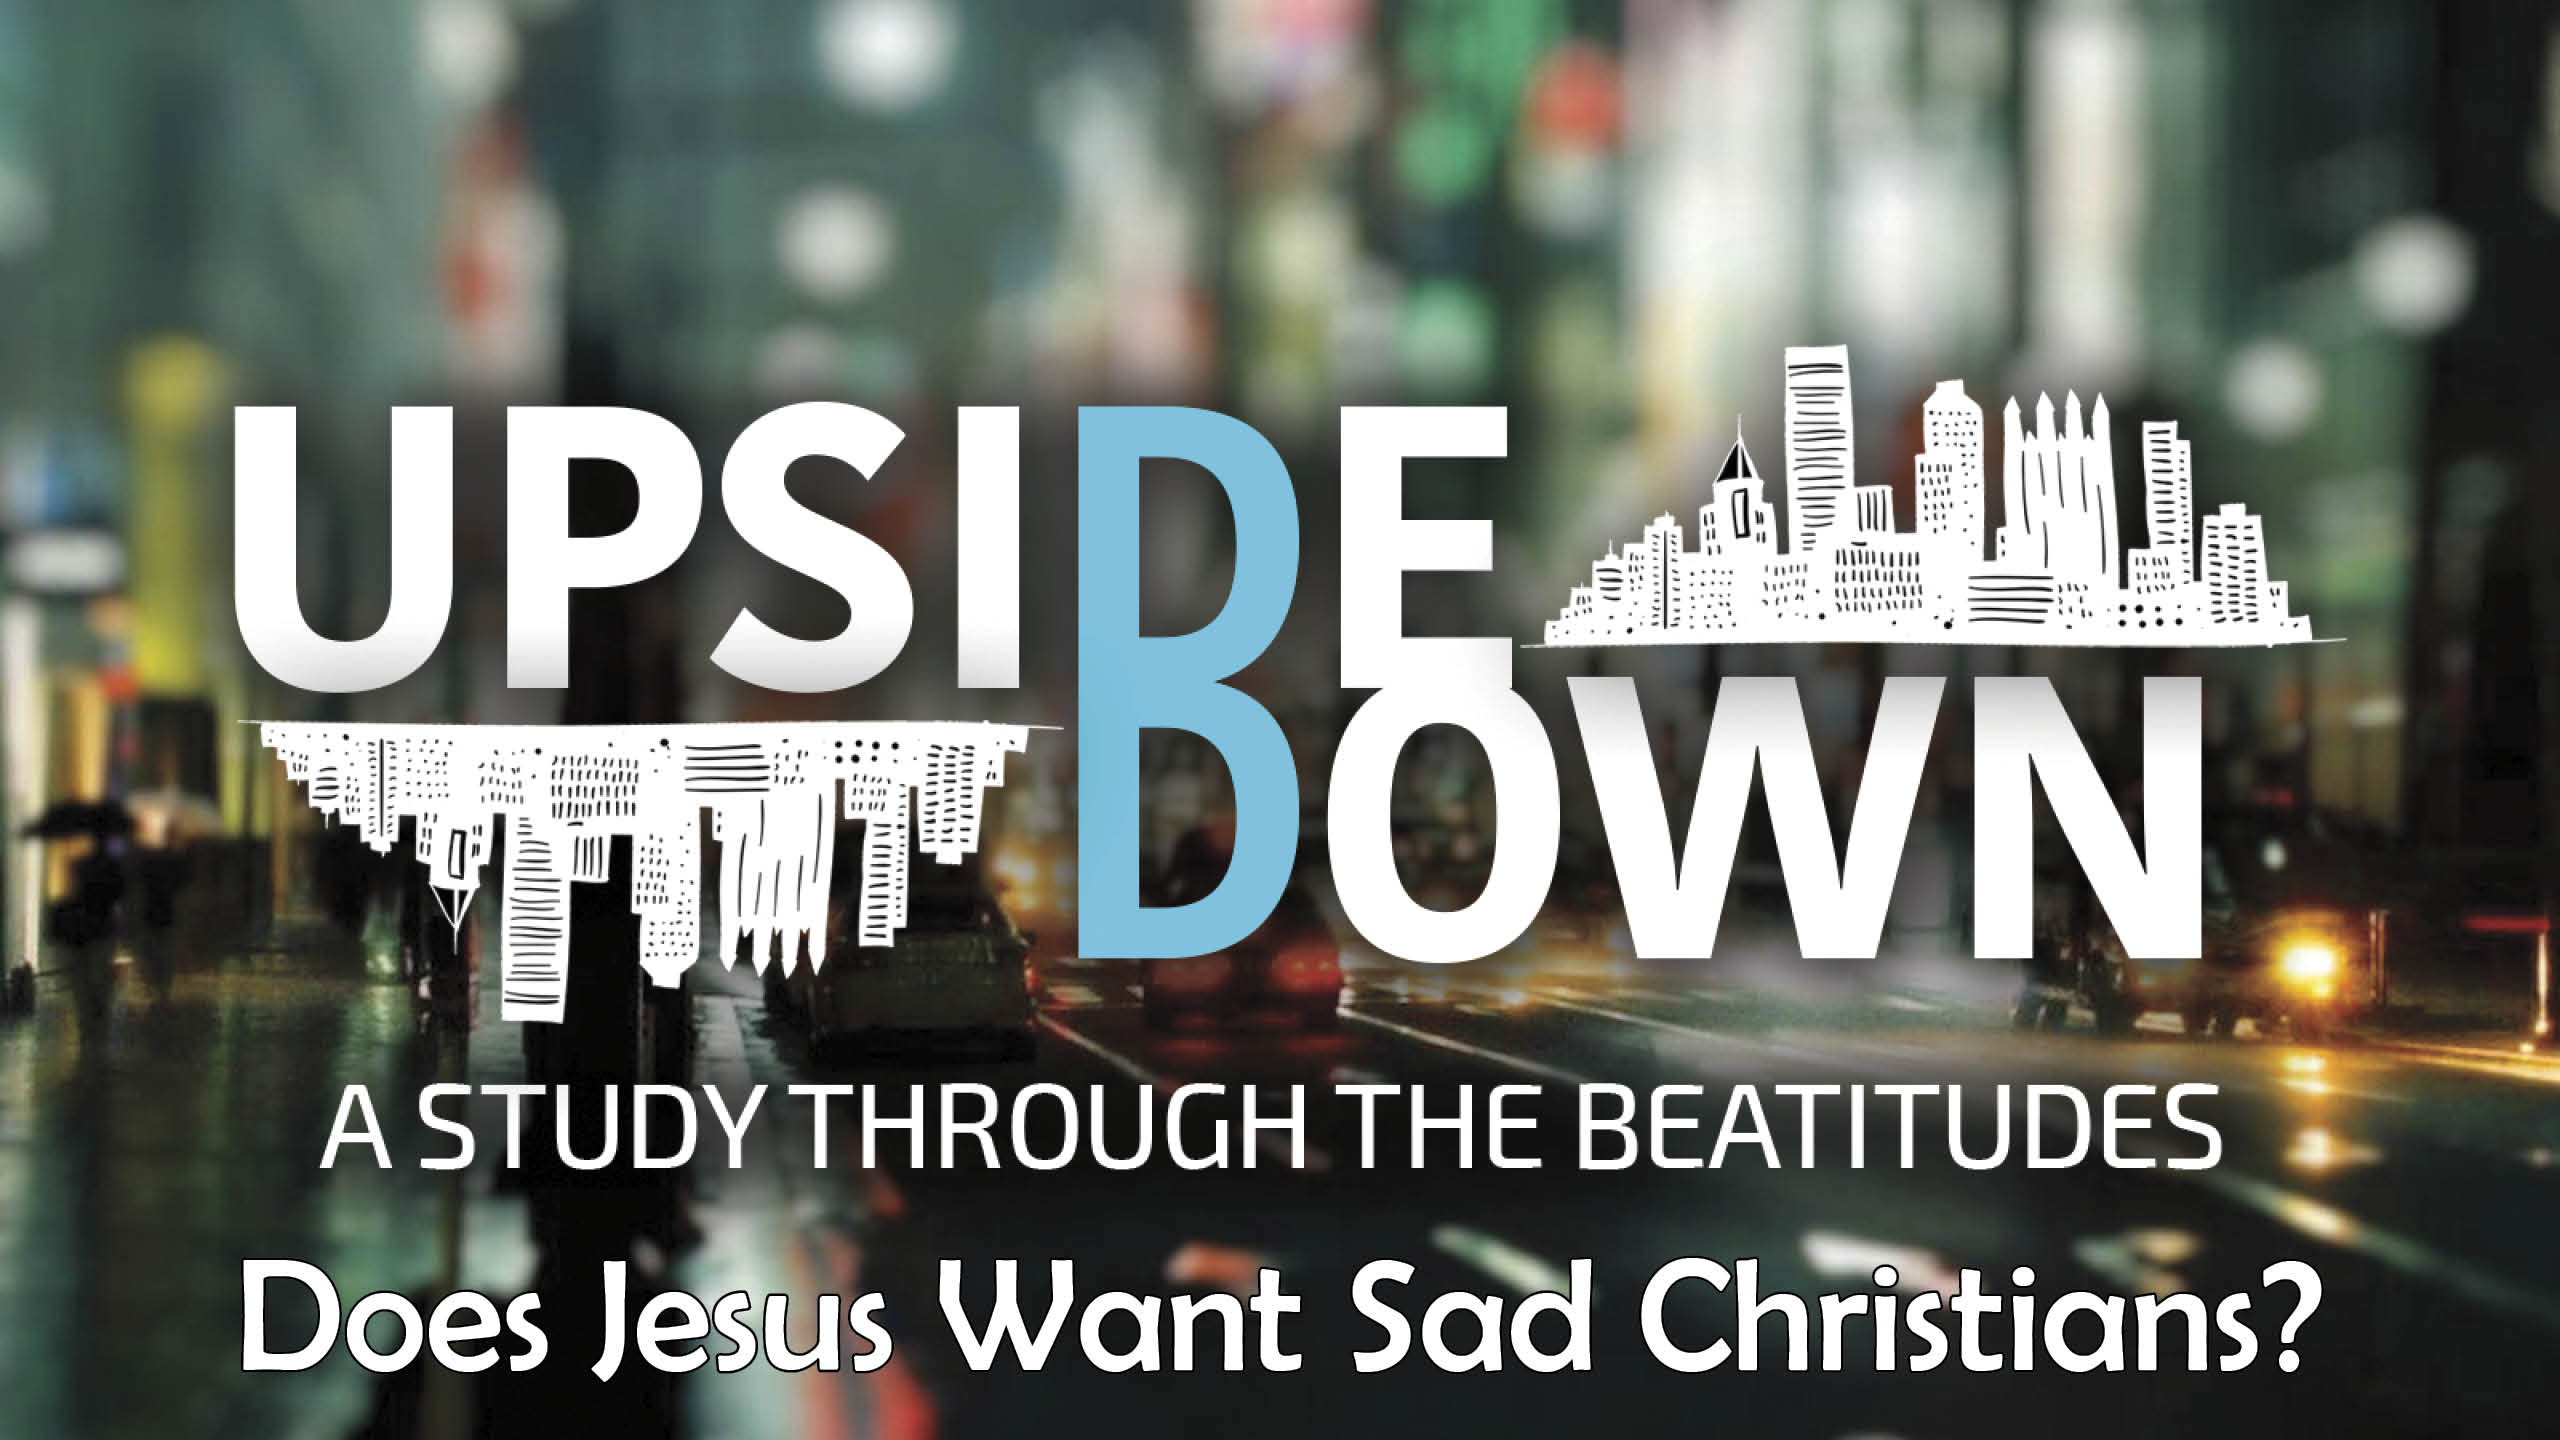 UPSIDE
DOWN
A STUDY THROUGH THE BEATITUDES
Does Jesus Want Sad Christians?